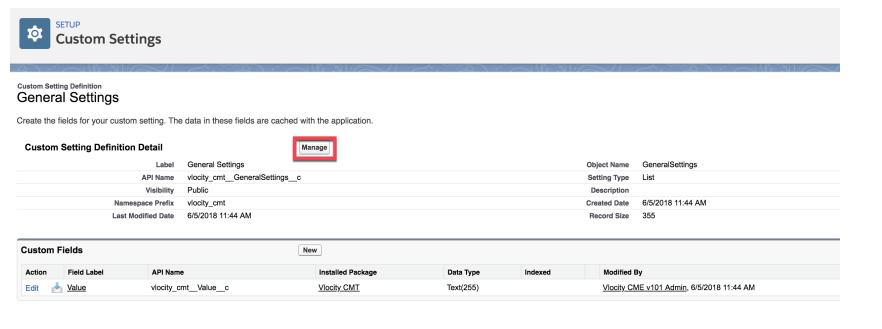 SETUP
Custom Settings
Custom Setting Definition
General Settings
Create the fields for your custom setting. The data in these fields are cached with the application.
Custom Setting Definition Detail Manage
Label General Settings Object Name GeneralSettings
API Name vlocity_cmt__GeneralSettings__c Setting Type List
Visibility Public Description
Namespace Prefix vlocity_cmt Created Date 6/5/2018 11:44 AM
Last Modified Date 6/5/2018 11:44 AM Record Size 355
Custom Fields New
Action Field Label API Name Installed Package Data Type Indexed Modified By
Edit Value vlocity_cmt__Value__c Vlocity CMT Text(255) Vlocity CME v101 Admin, 6/5/2018 11:44 AM